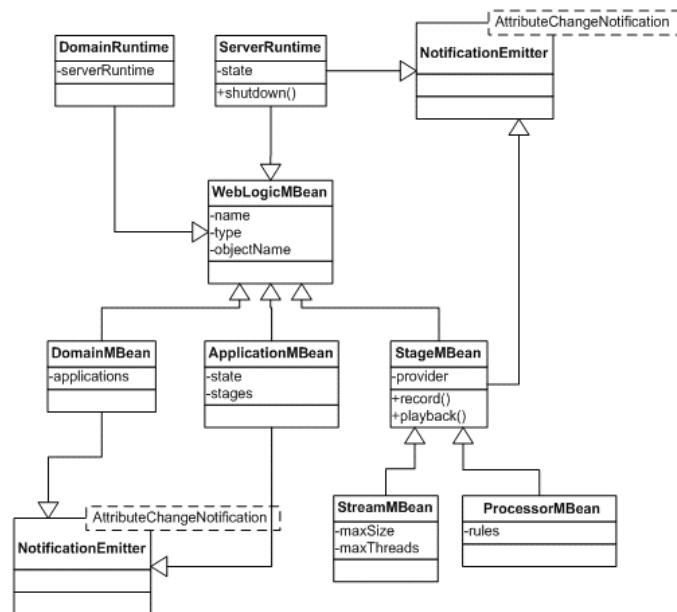 AttributeChangeNotification
NotificationEmitter
DomainRuntime
-serverRuntime
ServerRuntime
-state
+shutdown()
WebLogicMBean
-name
-type
-objectName
DomainMBean
-applications
ApplicationMBean
-state
-stages
StageMBean
-provider
+record()
+playback()
AttributeChangeNotification
NotificationEmitter
StreamMBean
-maxSize
-maxThreads
ProcessorMBean
-rules